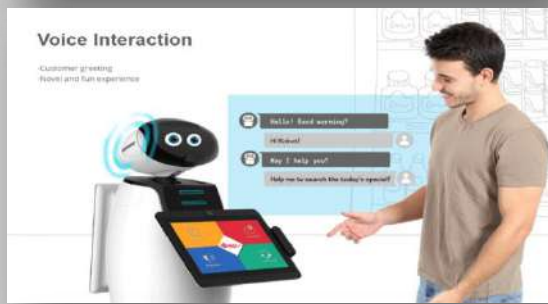 Voice Interaction
-Customer greeting
-Novel and fun experience
Hello! Good morning?
Hi Robot!
May I help you?
Help me to search the today's special!